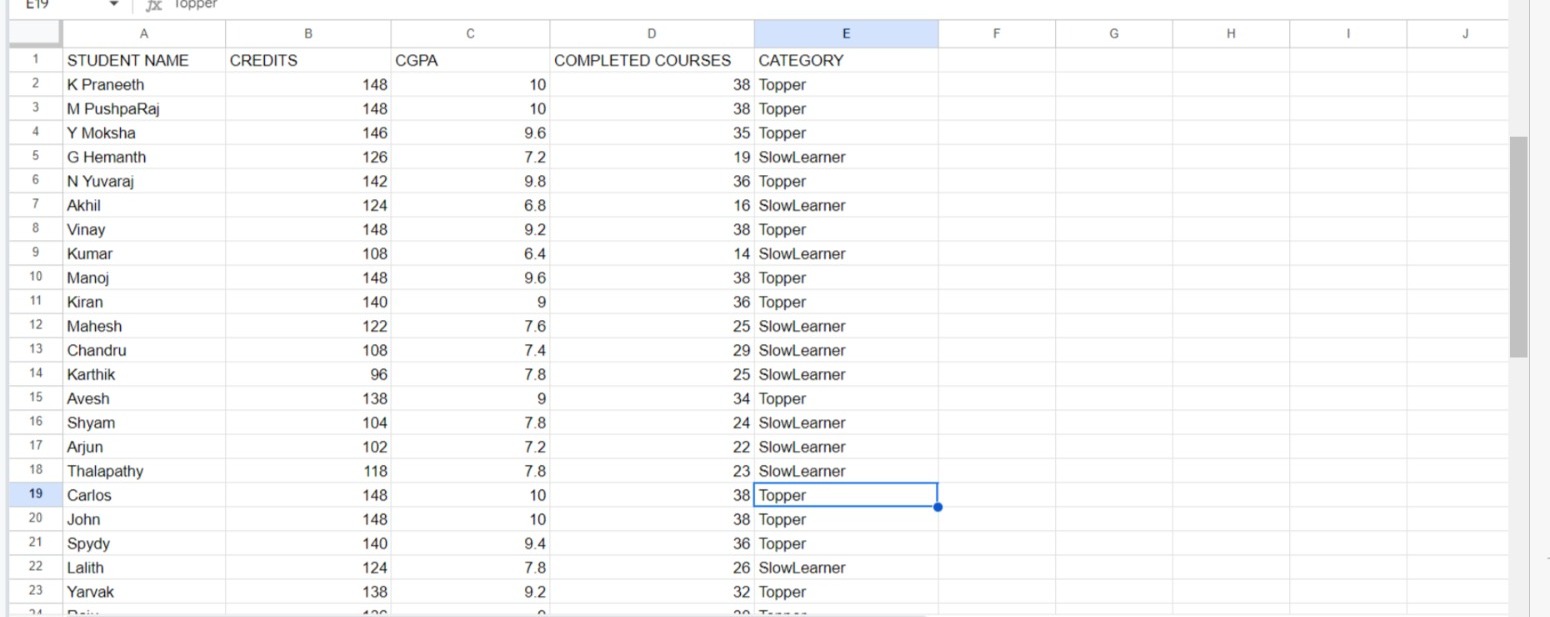 E19 fx Topper
A B C D E F G H I J
1 STUDENT NAME CREDITS CGPA COMPLETED COURSES CATEGORY
2 K Praneeth 148 10 38 Topper
3 M PushpaRaj 148 10 38 Topper
4 Y Moksha 146 9.6 35 Topper
5 G Hemanth 126 7.2 19 SlowLearner
6 N Yuvaraj 142 9.8 36 Topper
7 Akhil 124 6.8 16 SlowLearner
8 Vinay 148 9.2 38 Topper
9 Kumar 108 6.4 14 SlowLearner
10 Manoj 148 9.6 38 Topper
11 Kiran 140 9 36 Topper
12 Mahesh 122 7.6 25 SlowLearner
13 Chandru 108 7.4 29 SlowLearner
14 Karthik 96 7.8 25 SlowLearner
15 Avesh 138 9 34 Topper
16 Shyam 104 7.8 24 SlowLearner
17 Arjun 102 7.2 22 SlowLearner
18 Thalapathy 118 7.8 23 SlowLearner
19 Carlos 148 10 38 Topper
20 John 148 10 38 Topper
21 Spydy 140 9.4 36 Topper
22 Lalith 124 7.8 26 SlowLearner
23 Yarvak 138 9.2 32 Topper